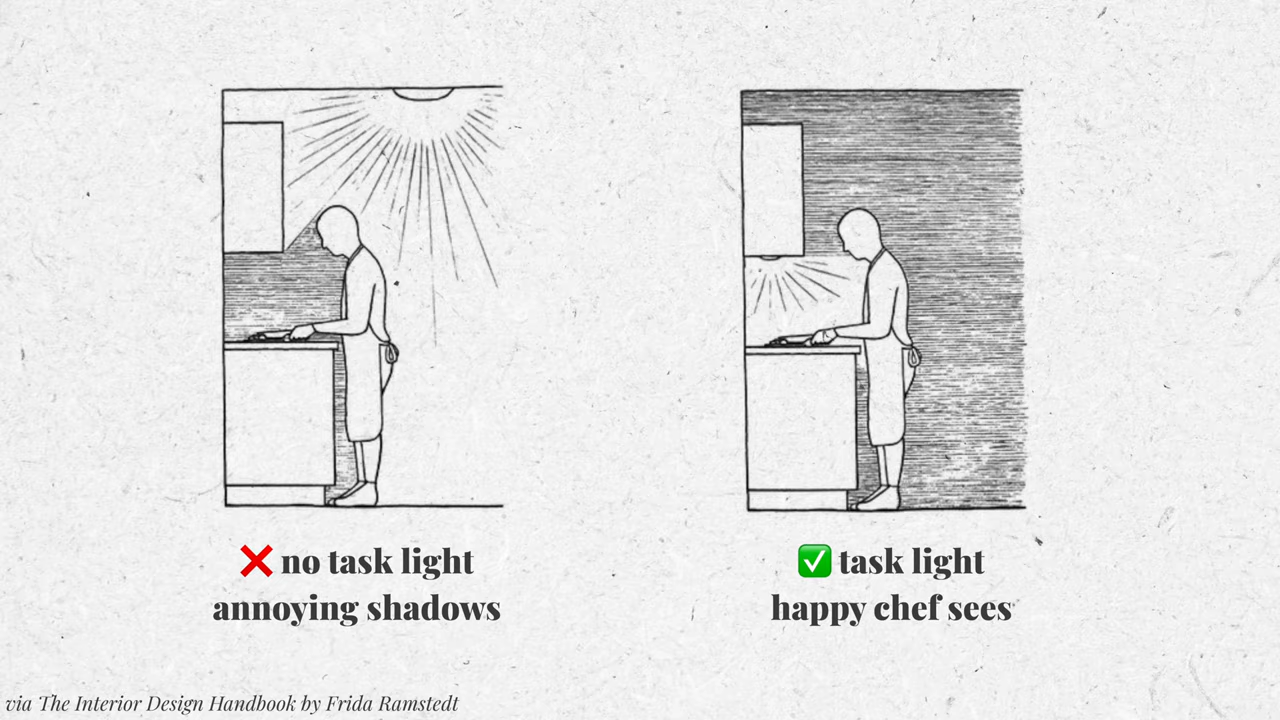 ❌ no task light
annoying shadows
✅ task light
happy chef sees
via The Interior Design Handbook by Frida Ramstedt